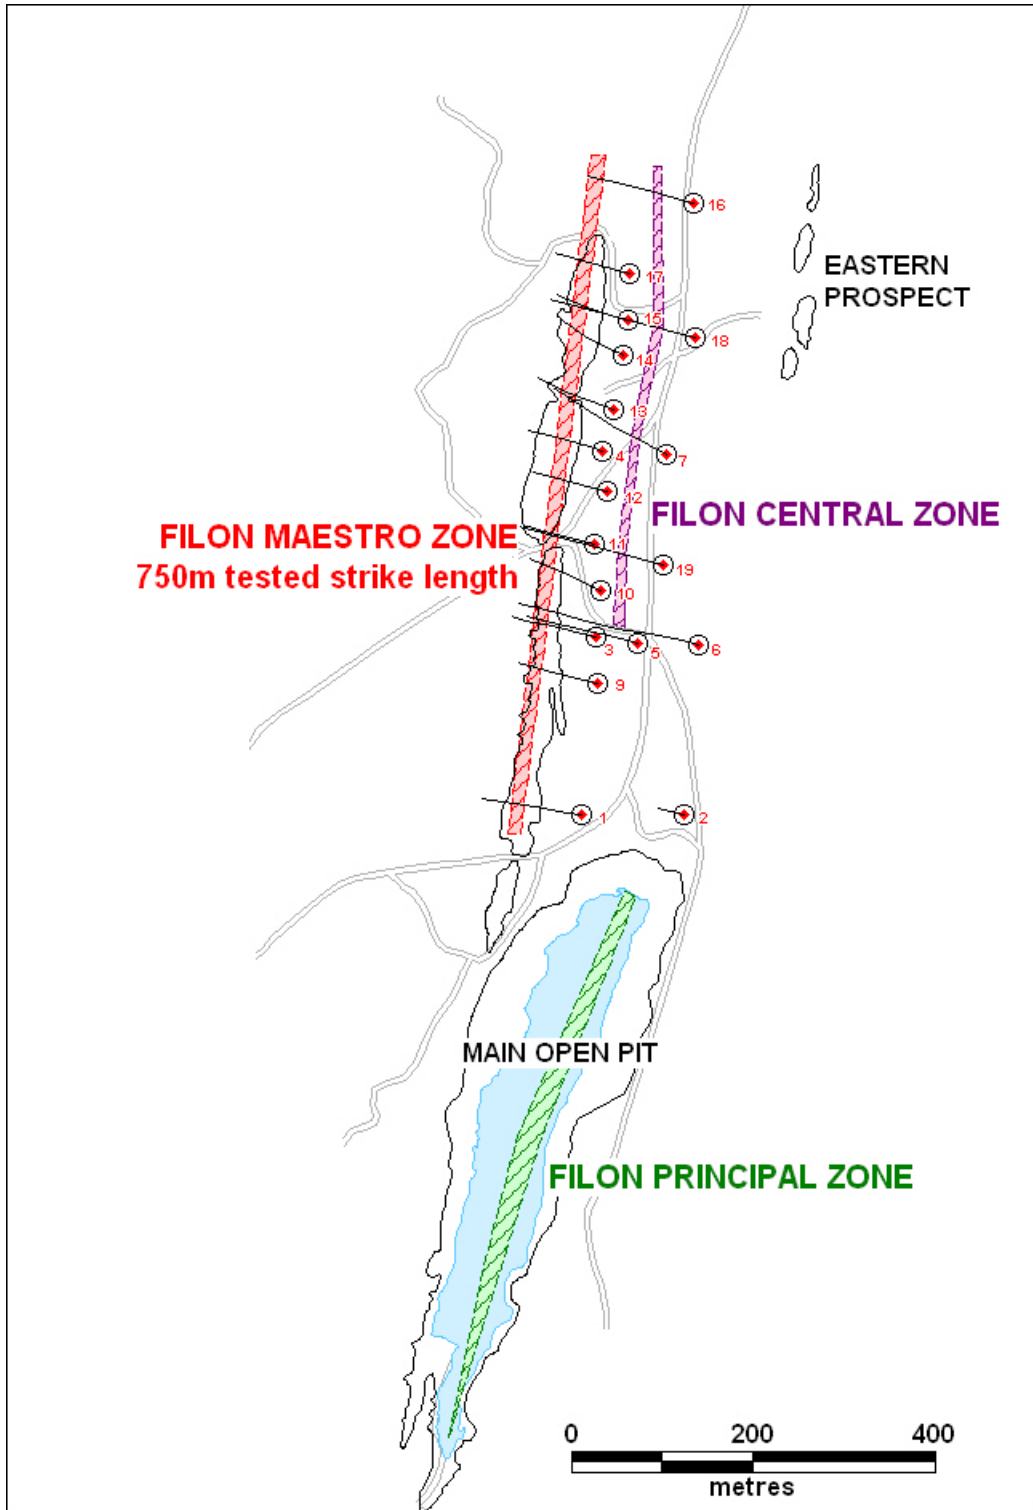 16
17
EASTERN
PROSPECT
15
18
14
13
4
7
12
FILON CENTRAL ZONE
FILON MAESTRO ZONE
11
750m tested strike length
19
10
3
5
6
9
1
2
MAIN OPEN PIT
FILON PRINCIPAL ZONE
0 200 400
metres